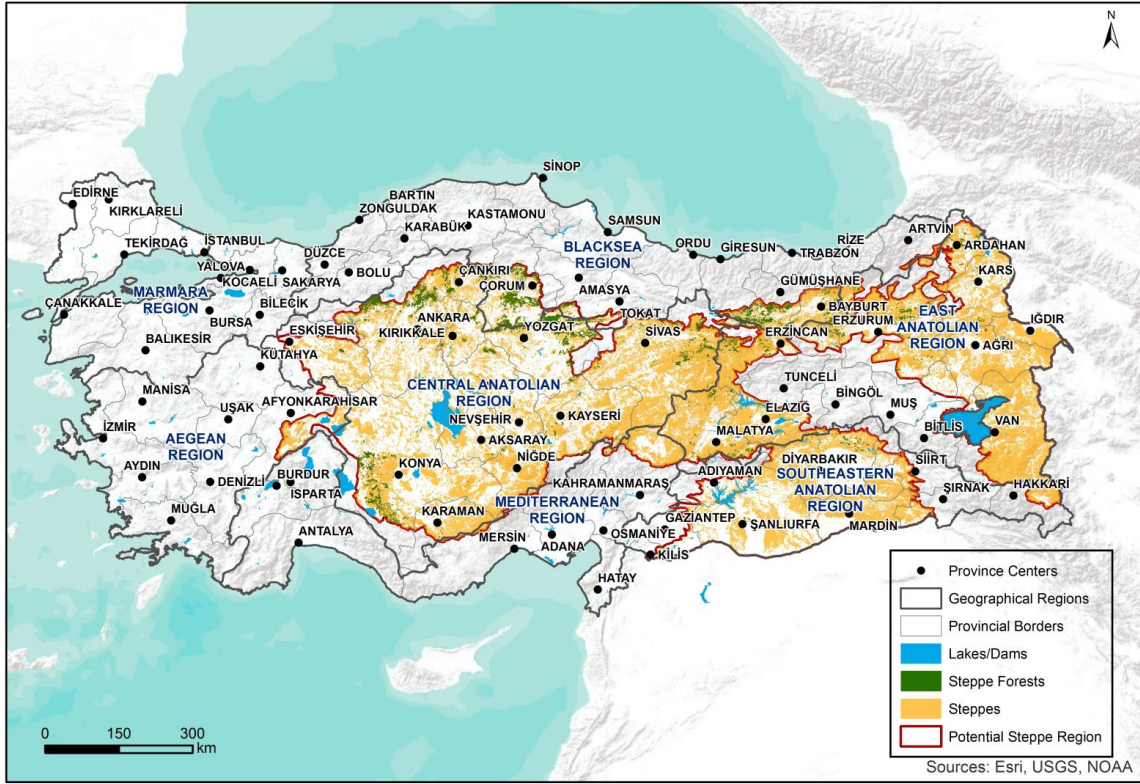 N
SİNOP
EDİRNE
KIRKLARELİ
BARTIN
ZONGULDAK
KASTAMONU
KARABÜK
SAMSUN
TEKİRDAĞ
İSTANBUL
DÜZCE
BLACKSEA
REGION
ORDU
GİRESUN
TRABZON
RİZE
ARTVİN
ARDAHAN
YALOVA
KOCAELİ
SAKARYA
BOLU
ÇANKIRI
ÇORUM
AMASYA
GÜMÜŞHANE
KARS
MARMARA
REGION
ÇANAKKALE
BİLECİK
BURSA
TOKAT
BAYBURT
ERZURUM
EAST
ANATOLIAN
REGION
IĞDIR
ANKARA
KIRIKKALE
YOZGAT
SİVAS
ERZİNCAN
AĞRI
ESKİŞEHİR
BALIKESİR
KÜTAHYA
TUNCELİ
BİNGÖL
MUŞ
MANİSA
UŞAK
AFYONKARAHİSAR
CENTRAL ANATOLIAN
REGION
NEVŞEHİR
KAYSERİ
ELAZIĞ
BİTLİS
VAN
İZMİR
AEGEAN
REGION
AKSARAY
MALATYA
NİĞDE
DİYARBAKIR
SİİRT
AYDIN
DENİZLİ
BURDUR
ISPARTA
KONYA
ADIYAMAN
SOUTHEASTERN
ANATOLIAN
REGION
KAHRAMANMARAŞ
ŞIRNAK
HAKKARİ
MUĞLA
KARAMAN
MEDITERRANEAN
REGION
GAZİANTEP
ŞANLIURFA
MARDİN
ANTALYA
MERSİN
ADANA
OSMANİYE
KİLİS
HATAY
Province Centers
Geographical Regions
Provincial Borders
Lakes/Dams
Steppe Forests
Steppes
Potential Steppe Region
0 150 300
km
Sources: Esri, USGS, NOAA